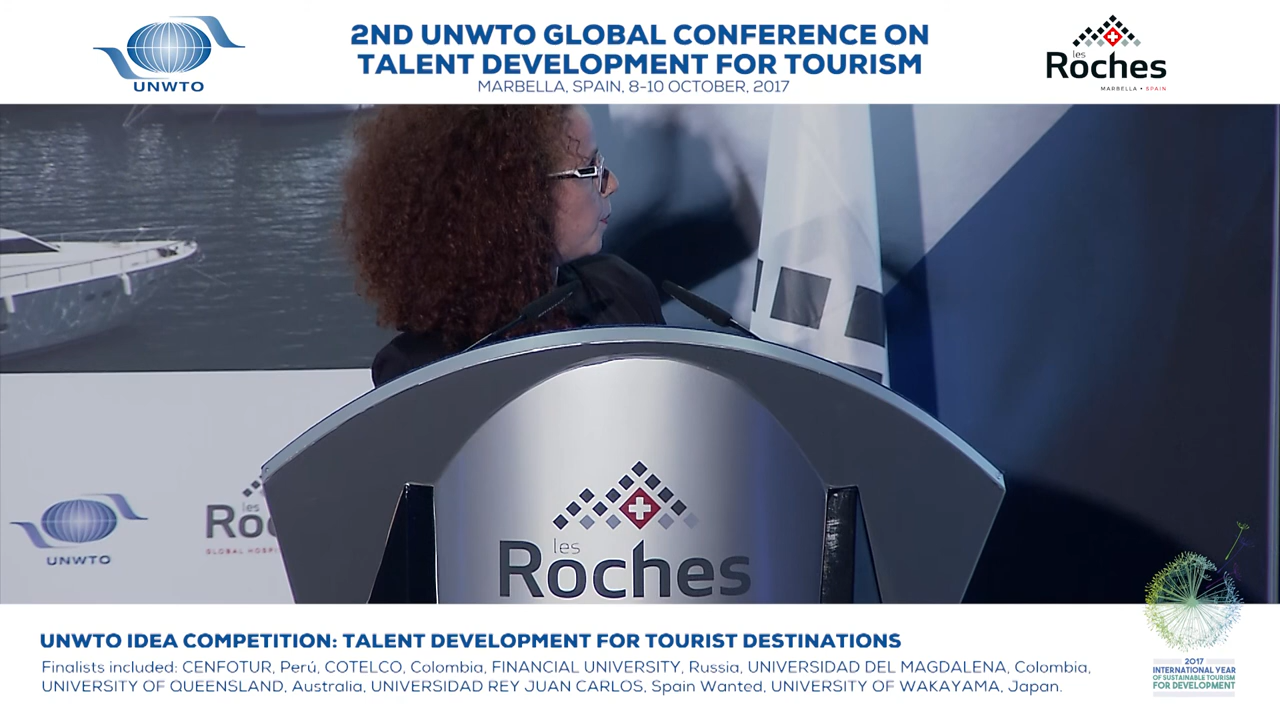 UNWTO
2ND UNWTO GLOBAL CONFERENCE ON
TALENT DEVELOPMENT FOR TOURISM
MARBELLA, SPAIN, 8-10 OCTOBER, 2017
les
Roches
MARBELLA • SPAIN
UNWTO
les
Ro
GLOBAL HOSPI
les
Roches
UNWTO IDEA COMPETITION: TALENT DEVELOPMENT FOR TOURIST DESTINATIONS
Finalists included: CENFOTUR, Perú, COTELCO, Colombia, FINANCIAL UNIVERSITY, Russia, UNIVERSIDAD DEL MAGDALENA, Colombia,
UNIVERSITY OF QUEENSLAND, Australia, UNIVERSIDAD REY JUAN CARLOS, Spain Wanted, UNIVERSITY OF WAKAYAMA, Japan.
2017
INTERNATIONAL YEAR
OF SUSTAINABLE TOURISM
FOR DEVELOPMENT